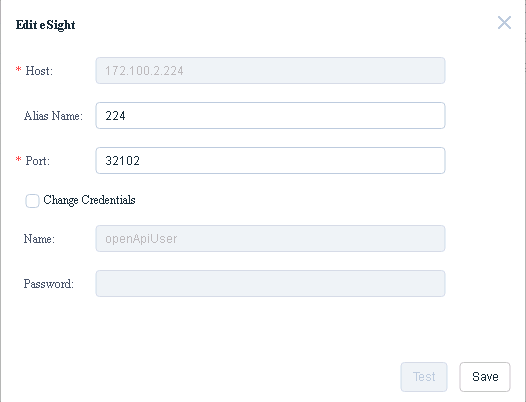 Edit eSight
* Host: 172.100.2.224
Alias Name: 224
* Port: 32102
Change Credentials
Name: openApiUser
Password:
Test Save